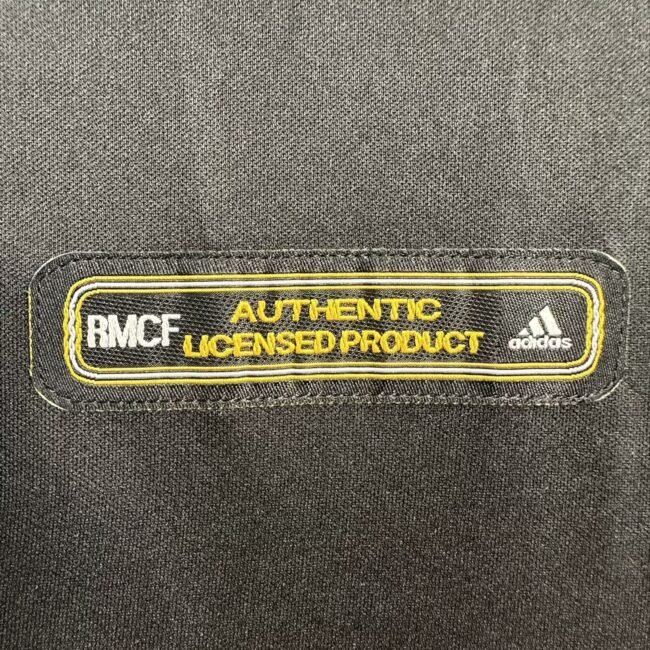 RMCF
AUTHENTIC
LICENSED PRODUCT
adidas